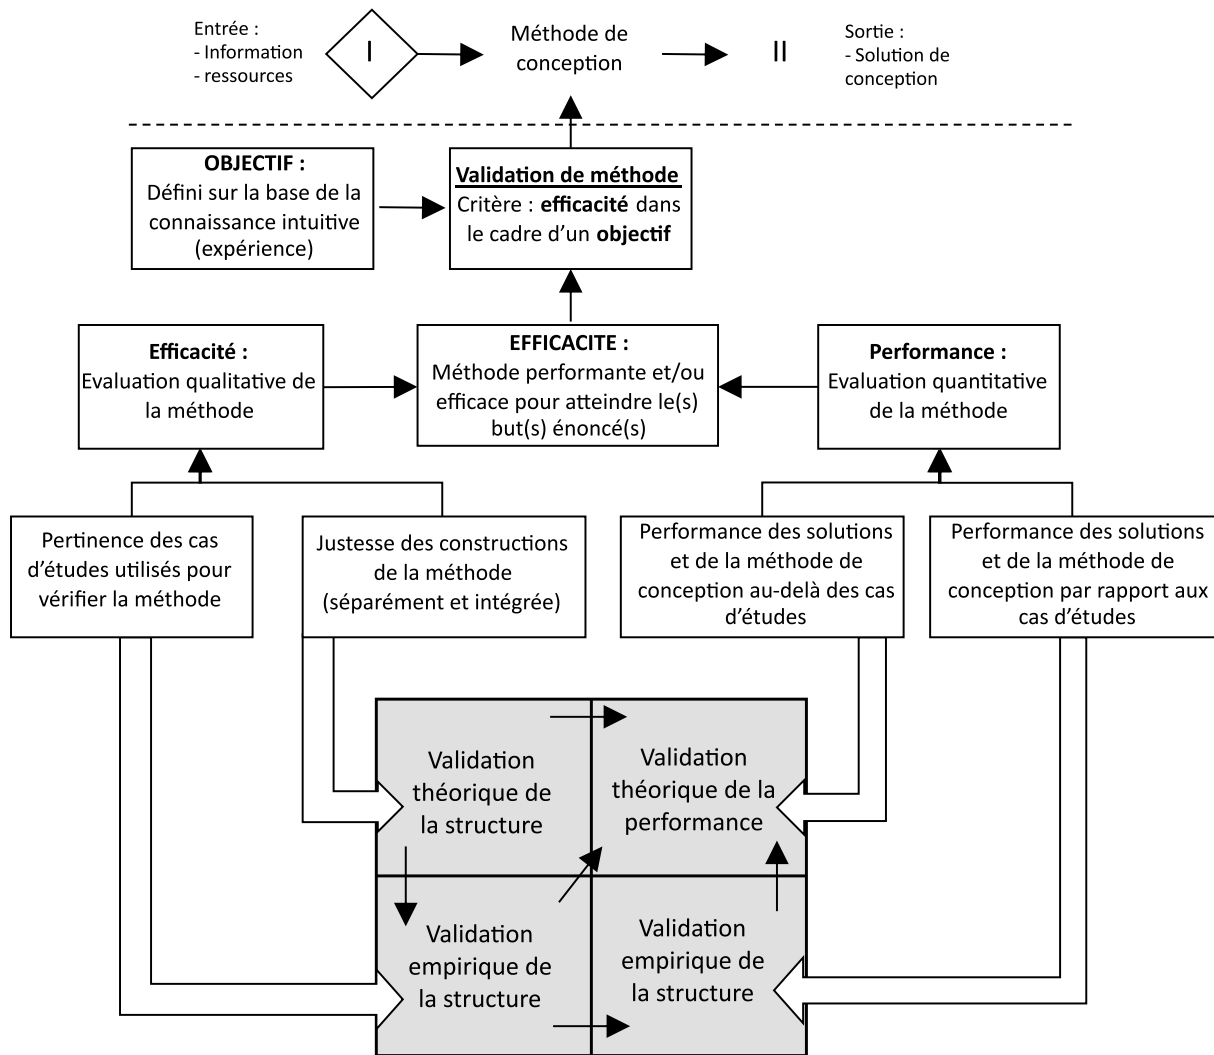 Entrée :
- Information
- ressources
I
Méthode de
conception
II
Sortie :
- Solution de
conception
OBJECTIF :
Défini sur la base de la
connaissance intuitive
(expérience)
Validation de méthode
Critère : efficacité dans
le cadre d’un objectif
Efficacité :
Evaluation qualitative de
la méthode
EFFICACITE :
Méthode performante et/ou
efficace pour atteindre le(s)
but(s) énoncé(s)
Performance :
Evaluation quantitative
de la méthode
Pertinence des cas
d’études utilisés pour
vérifier la méthode
Justesse des constructions
de la méthode
(séparément et intégrée)
Performance des solutions
et de la méthode de
conception au-delà des cas
d’études
Performance des solutions
et de la méthode de
conception par rapport aux
cas d’études
Validation
théorique de
la structure
Validation
théorique de la
performance
Validation
empirique de
la structure
Validation
empirique de
la structure